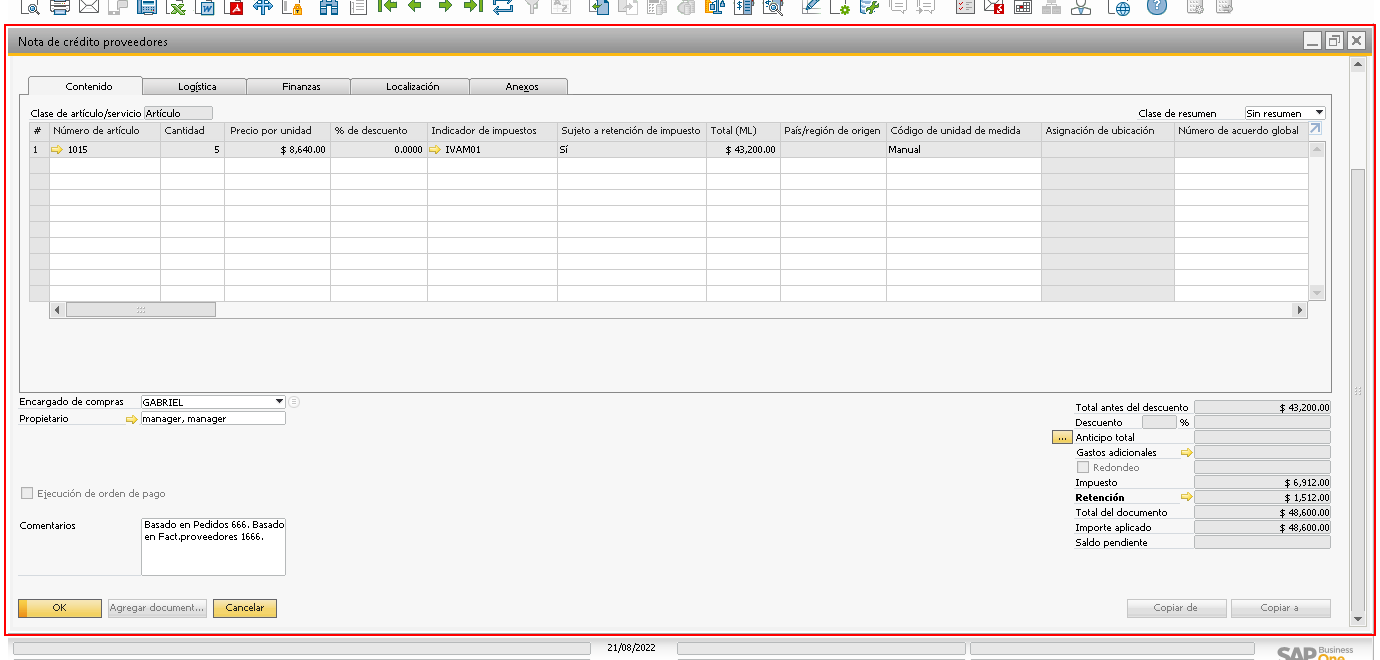 Nota de crédito proveedores
Contenido Logística Finanzas Localización Anexos
Clase de artículo/servicio Artículo Clase de resumen Sin resumen
# Número de artículo Cantidad Precio por unidad % de descuento Indicador de impuestos Sujeto a retención de impuesto Total (ML) País/región de origen Código de unidad de medida Asignación de ubicación Número de acuerdo global
1 1015 5 $ 8,640.00 0.0000 IVAM01 Sí $ 43,200.00 Manual
Encargado de compras GABRIEL
Propietario manager, manager
Total antes del descuento $ 43,200.00
Descuento %
... Anticipo total
Gastos adicionales
Redondeo
Impuesto $ 6,912.00
Retención $ 1,512.00
Total del documento $ 48,600.00
Importe aplicado $ 48,600.00
Saldo pendiente
Ejecución de orden de pago
Comentarios Basado en Pedidos 666. Basado
en Fact.proveedores 1666.
OK Agregar document... Cancelar Copiar de Copiar a
21/08/2022
SAP Business
One